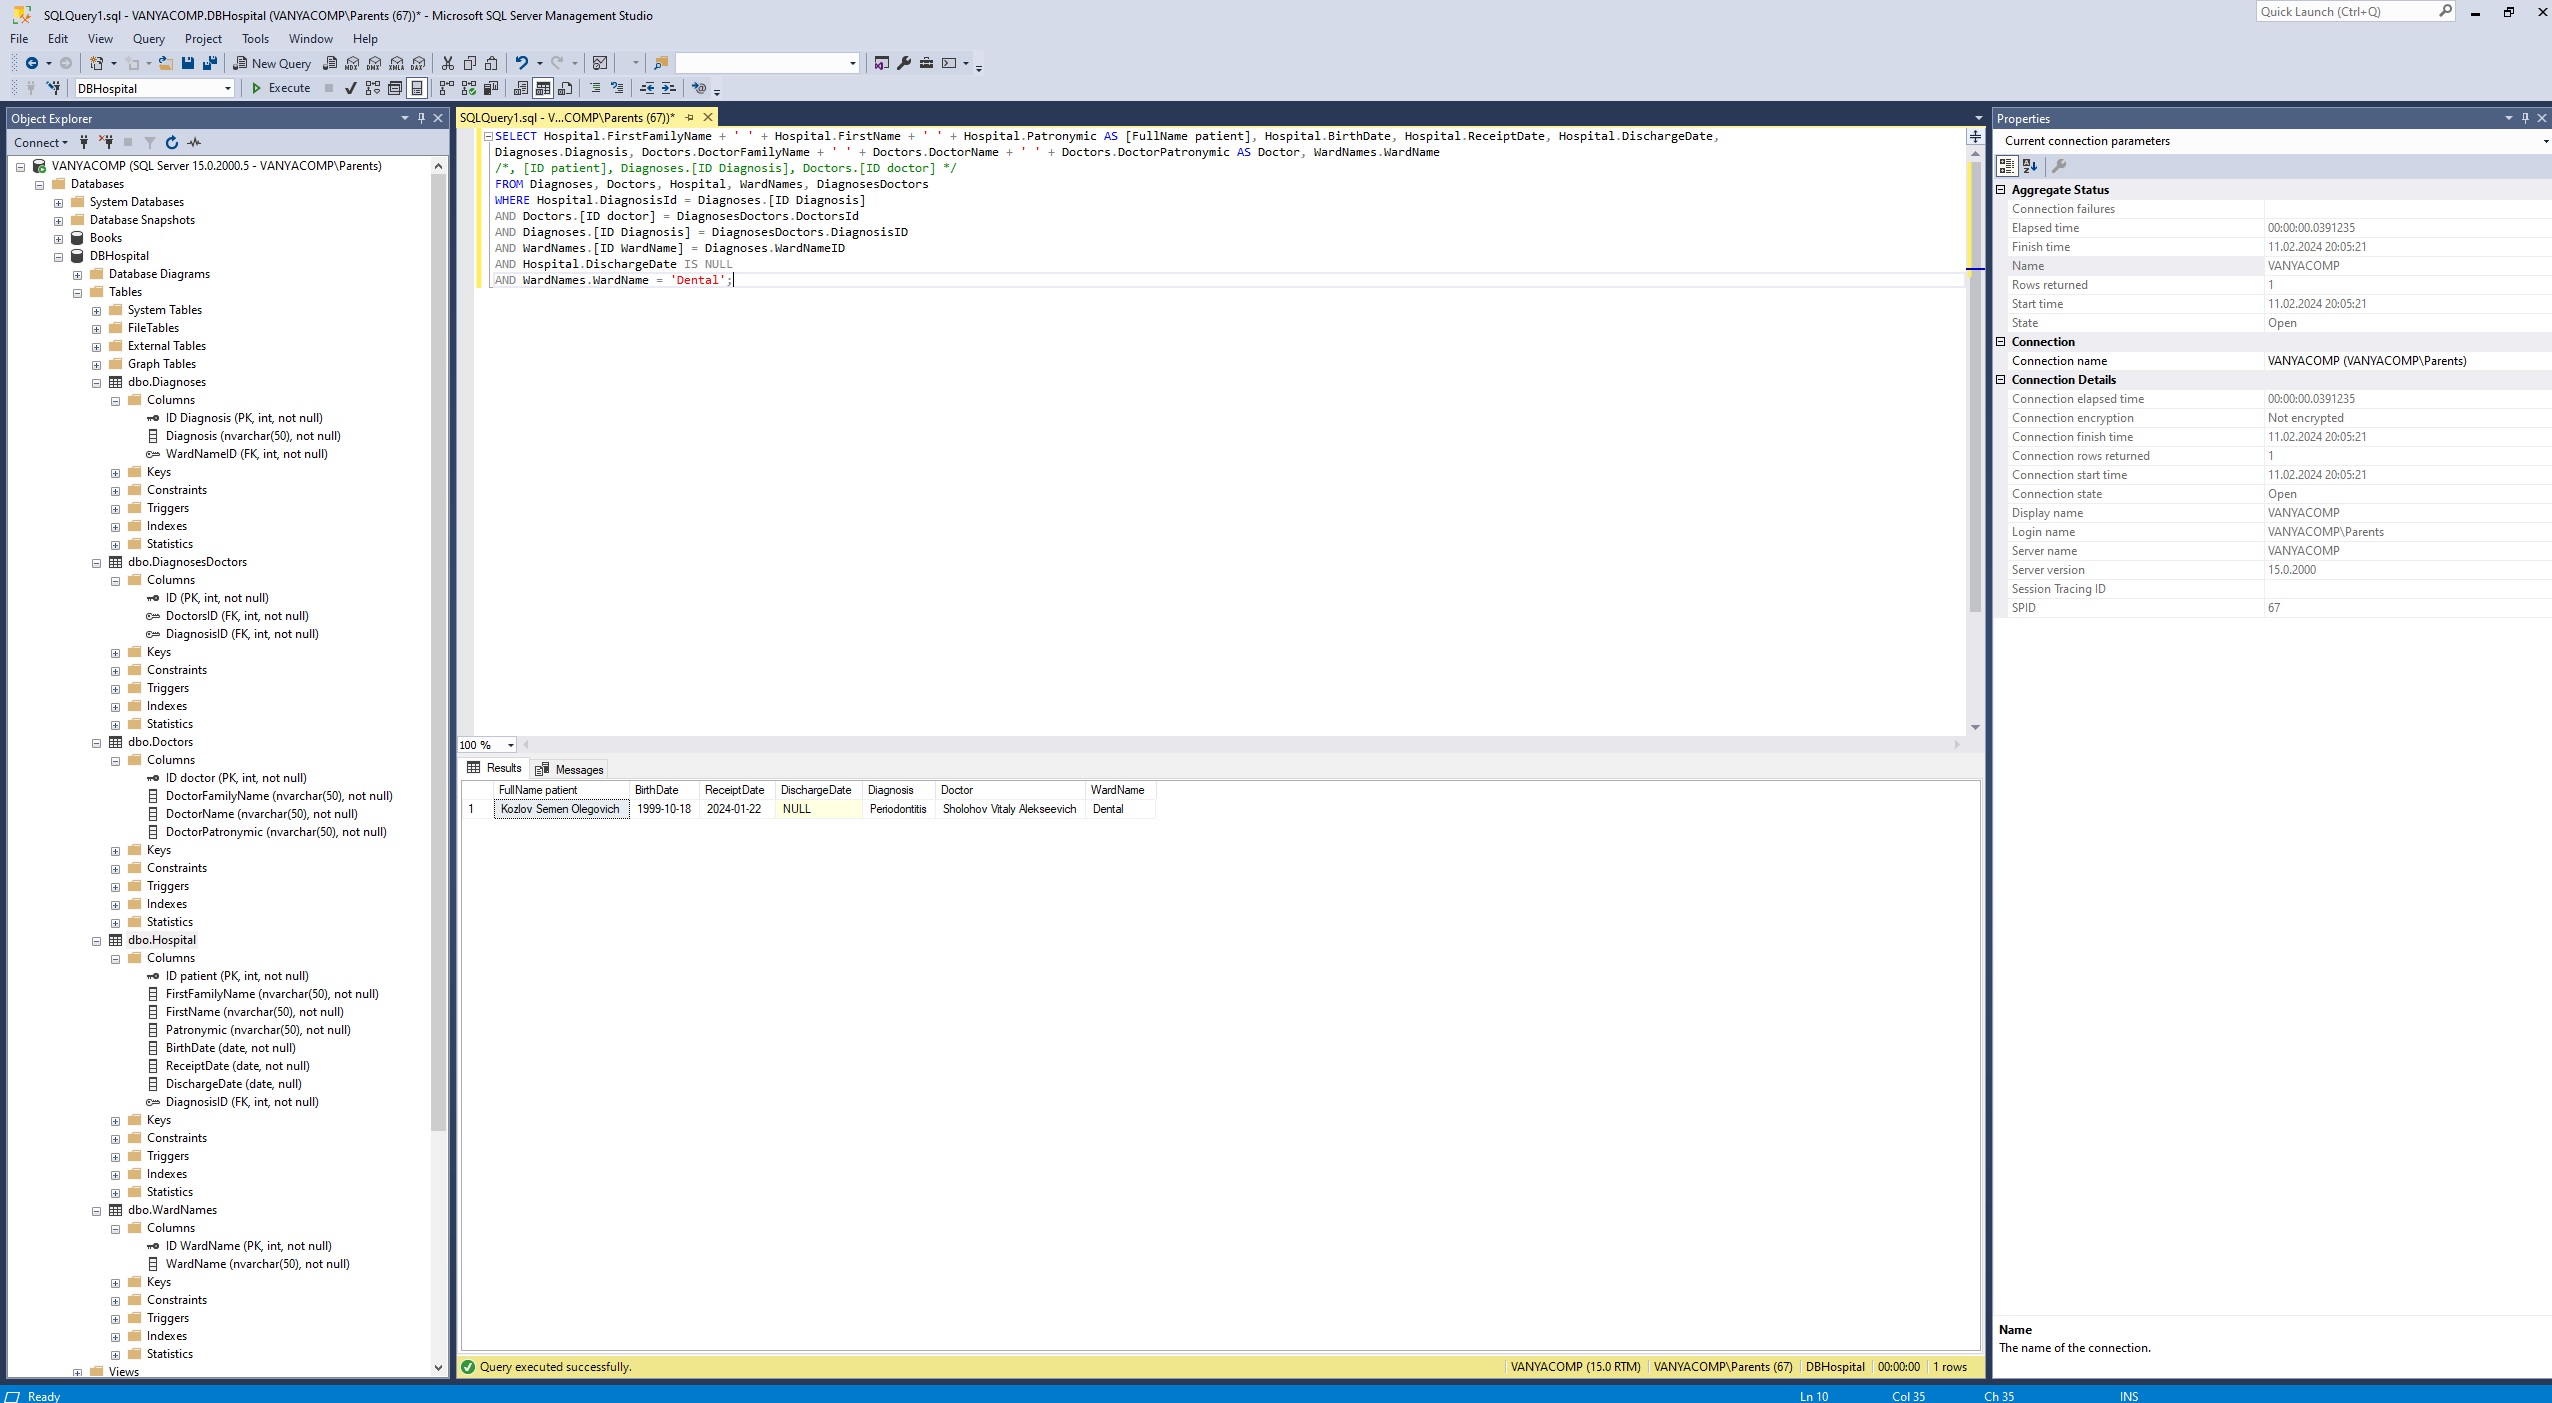 SQLQuery1.sql - VANYACOMP.DBHospital (VANYACOMP\Parents (67))* - Microsoft SQL Server Management Studio
Quick Launch (Ctrl+Q)
File Edit View Query Project Tools Window Help
New Query
DBHospital
Execute
Object Explorer
Connect
VANYACOMP (SQL Server 15.0.2000.5 - VANYACOMP\Parents)
Databases
System Databases
Database Snapshots
Books
DBHospital
Database Diagrams
Tables
System Tables
FileTables
External Tables
Graph Tables
dbo.Diagnoses
Columns
ID Diagnosis (PK, int, not null)
Diagnosis (nvarchar(50), not null)
WardNameID (FK, int, not null)
Keys
Constraints
Triggers
Indexes
Statistics
dbo.DiagnosesDoctors
Columns
ID (PK, int, not null)
DoctorsID (FK, int, not null)
DiagnosisID (FK, int, not null)
Keys
Constraints
Triggers
Indexes
Statistics
dbo.Doctors
Columns
ID doctor (PK, int, not null)
DoctorFamilyName (nvarchar(50), not null)
DoctorName (nvarchar(50), not null)
DoctorPatronymic (nvarchar(50), not null)
Keys
Constraints
Triggers
Indexes
Statistics
dbo.Hospital
Columns
ID patient (PK, int, not null)
FirstFamilyName (nvarchar(50), not null)
FirstName (nvarchar(50), not null)
Patronymic (nvarchar(50), not null)
BirthDate (date, not null)
ReceiptDate (date, not null)
DischargeDate (date, null)
DiagnosisID (FK, int, not null)
Keys
Constraints
Triggers
Indexes
Statistics
dbo.WardNames
Columns
ID WardName (PK, int, not null)
WardName (nvarchar(50), not null)
Keys
Constraints
Triggers
Indexes
Statistics
Views
SQLQuery1.sql - V...COMP\Parents (67))*
SELECT Hospital.FirstFamilyName + ' ' + Hospital.FirstName + ' ' + Hospital.Patronymic AS [FullName patient], Hospital.BirthDate, Hospital.ReceiptDate, Hospital.DischargeDate,
Diagnoses.Diagnosis, Doctors.DoctorFamilyName + ' ' + Doctors.DoctorName + ' ' + Doctors.DoctorPatronymic AS Doctor, WardNames.WardName
/*, [ID patient], Diagnoses.[ID Diagnosis], Doctors.[ID doctor] */
FROM Diagnoses, Doctors, Hospital, WardNames, DiagnosesDoctors
WHERE Hospital.DiagnosisId = Diagnoses.[ID Diagnosis]
AND Doctors.[ID doctor] = DiagnosesDoctors.DoctorsId
AND Diagnoses.[ID Diagnosis] = DiagnosesDoctors.DiagnosisID
AND WardNames.[ID WardName] = Diagnoses.WardNameID
AND Hospital.DischargeDate IS NULL
AND WardNames.WardName = 'Dental';
100 %
Results Messages
FullName patient BirthDate ReceiptDate DischargeDate Diagnosis Doctor WardName
1 Kozlov Semen Olegovich 1999-10-18 2024-01-22 NULL Periodontitis Sholohov Vitaly Alekseevich Dental
Query executed successfully.
VANYACOMP (15.0 RTM) VANYACOMP\Parents (67) DBHospital 00:00:00 1 rows
Properties
Current connection parameters
Aggregate Status
Connection failures
Elapsed time 00:00:00.0391235
Finish time 11.02.2024 20:05:21
Name VANYACOMP
Rows returned 1
Start time 11.02.2024 20:05:21
State Open
Connection
Connection name VANYACOMP (VANYACOMP\Parents)
Connection Details
Connection elapsed time 00:00:00.0391235
Connection encryption Not encrypted
Connection finish time 11.02.2024 20:05:21
Connection rows returned 1
Connection start time 11.02.2024 20:05:21
Connection state Open
Display name VANYACOMP
Login name VANYACOMP\Parents
Server name VANYACOMP
Server version 15.0.2000
Session Tracing ID
SPID 67
Name
The name of the connection.
Ready
Ln 10 Col 35 Ch 35 INS